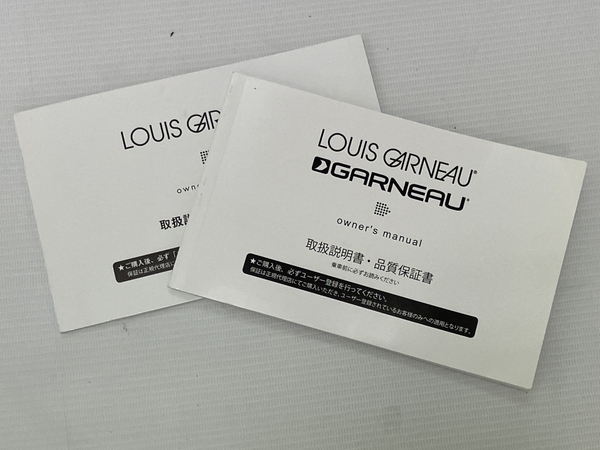 LOUIS GAR
owne
取扱説
★ご購入後、必ず「
保証は正規代理店に
LOUIS GARNEAU®
GARNEAU®
owner's manual
取扱説明書・品質保証書
乗車前に必ずお読みください
★ご購入後、必ずユーザー登録を行ってください。
保証は正規代理店にてご購入いただき、ユーザー登録されているお客様のみへの適用となります。